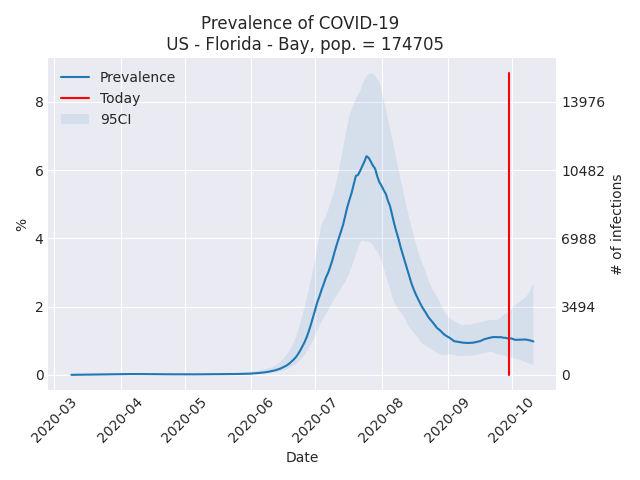 Prevalence of COVID-19
US - Florida - Bay, pop. = 174705
Prevalence
Today
95CI
8
6
4
2
0
%
13976
10482
6988
3494
0
# of infections
2020-03
2020-04
2020-05
2020-06
2020-07
2020-08
2020-09
2020-10
Date